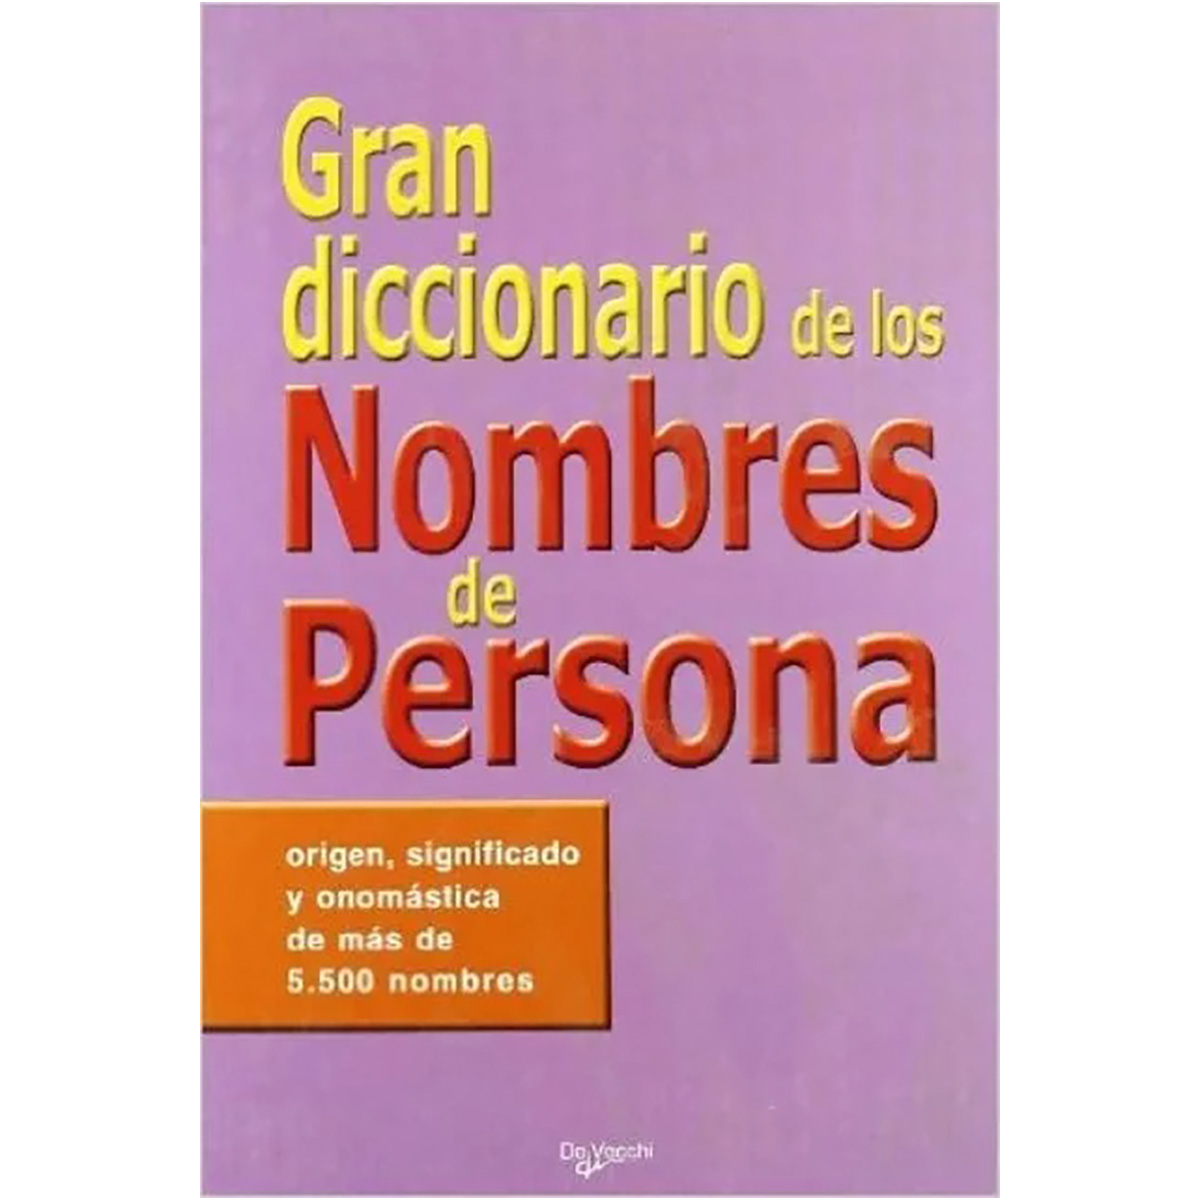 Gran
diccionario de los
Nombres
de
Persona
origen, significado
y onomástica
de más de
5.500 nombres
De Vecchi